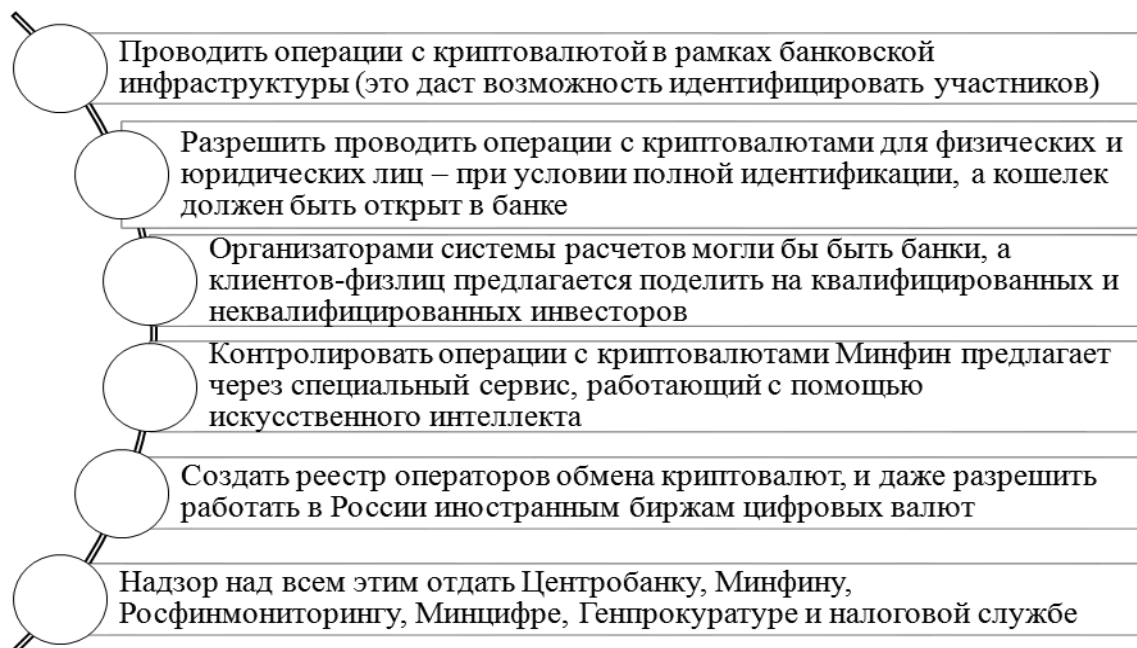 Проводить операции с криптовалютой в рамках банковской
инфраструктуры (это даст возможность идентифицировать участников)
Разрешить проводить операции с криптовалютами для физических и
юридических лиц – при условии полной идентификации, а кошелек
должен быть открыт в банке
Организаторами системы расчетов могли бы быть банки, а
клиентов-физлиц предлагается поделить на квалифицированных и
неквалифицированных инвесторов
Контролировать операции с криптовалютами Минфин предлагает
через специальный сервис, работающий с помощью
искусственного интеллекта
Создать реестр операторов обмена криптовалют, и даже разрешить
работать в России иностранным биржам цифровых валют
Надзор над всем этим отдать Центробанку, Минфину,
Росфинмониторингу, Минцифре, Генпрокуратуре и налоговой службе